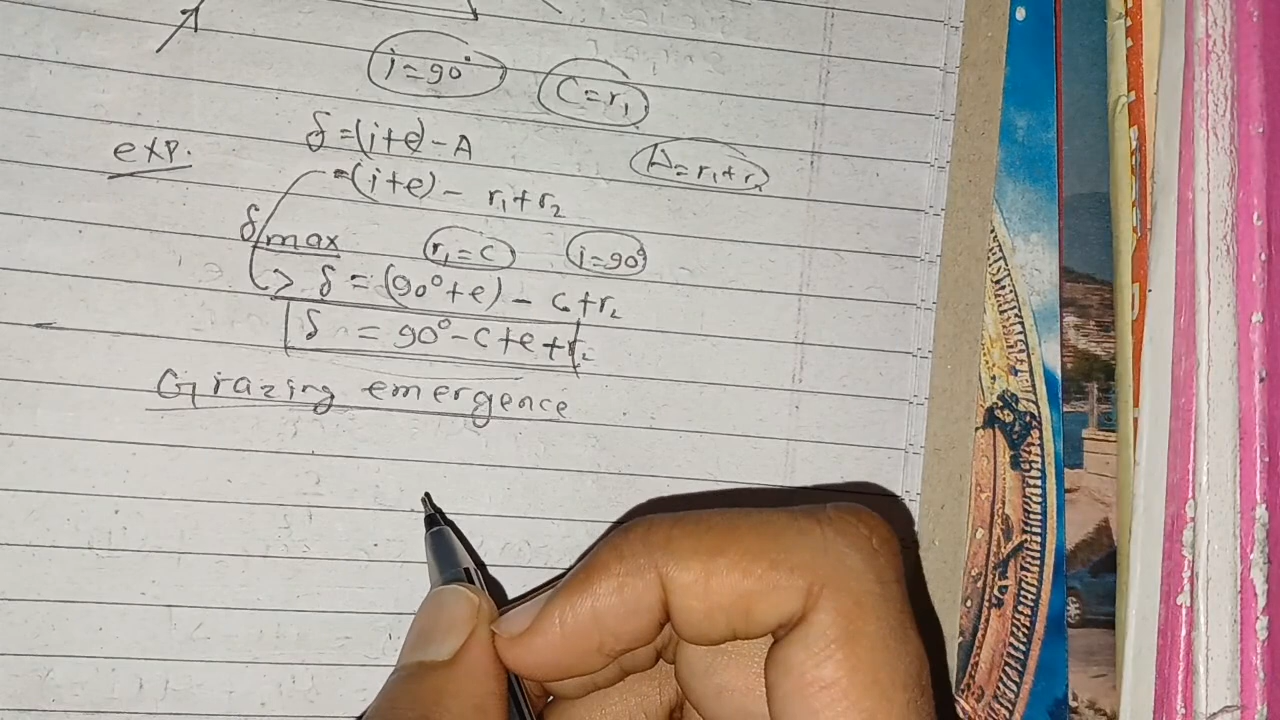 i=90° C=r₁
exp. δ=(i+e)-A A=r₁+r₂
=(i+e)- r₁+r₂
δmax r₁=C i=90°
δ = (90°+e) - C+r₂
δ = 90°-C+e+r₂
Grazing emergence